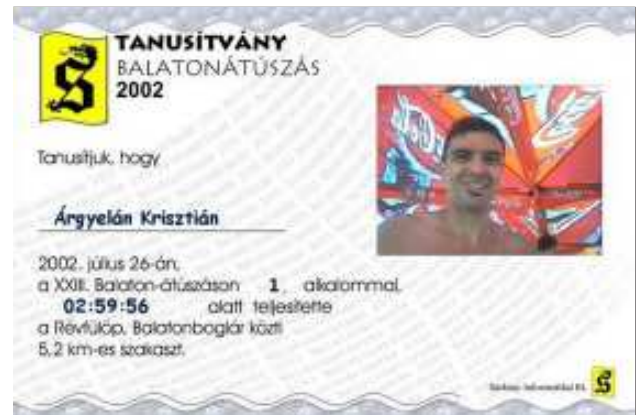 TANUSÍTVÁNY
BALATONÁTÚSZÁS
2002
Tanusítjuk, hogy
Árgyelán Krisztián
2002. július 26-án,
a XXIII. Balaton-átúszáson 1. alkalommal,
02:59:56 alatt teljesítette
a Révfülöp, Balatonboglár közti
5,2 km-es szakaszt.